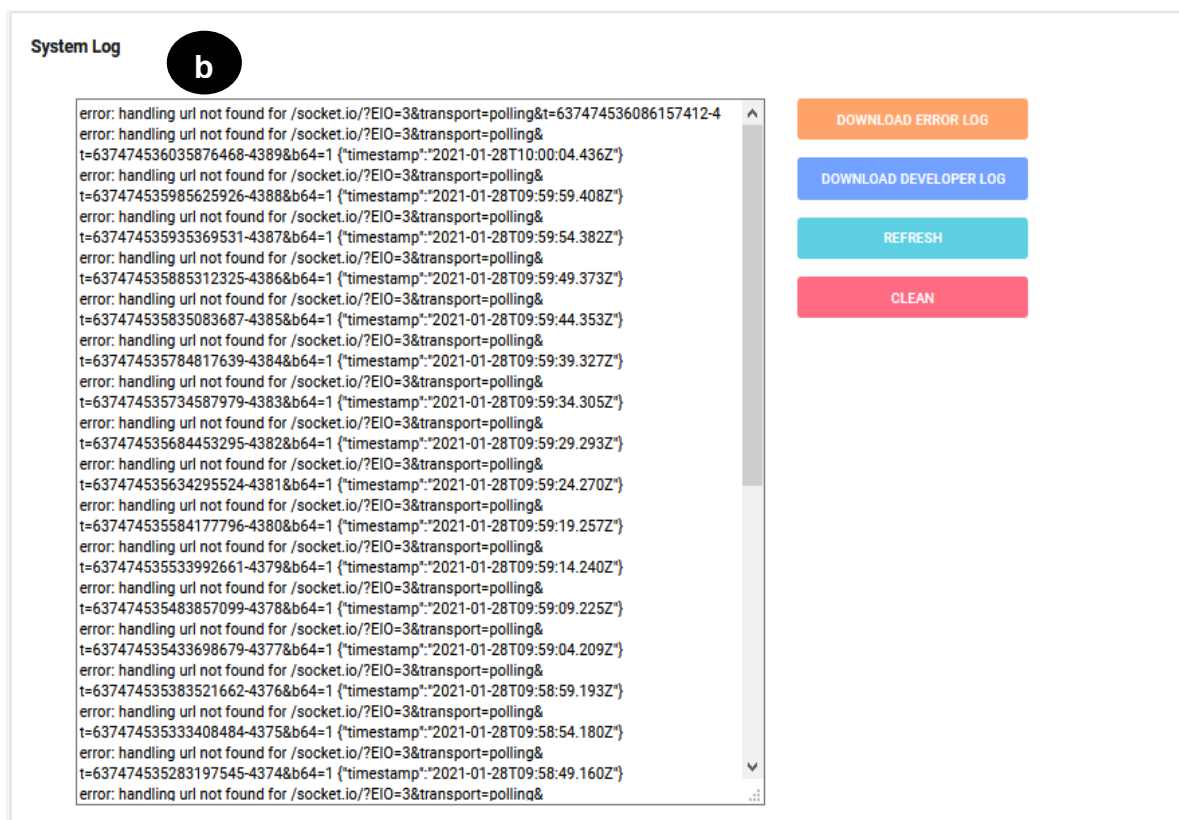 System Log
b
error: handling url not found for /socket.io/?EIO=3&transport=polling&t=637474536086157412-4
error: handling url not found for /socket.io/?EIO=3&transport=polling&
t=637474536035876468-4389&b64=1 {"timestamp":"2021-01-28T10:00:04.436Z"}
error: handling url not found for /socket.io/?EIO=3&transport=polling&
t=637474535985625926-4388&b64=1 {"timestamp":"2021-01-28T09:59:59.408Z"}
error: handling url not found for /socket.io/?EIO=3&transport=polling&
t=637474535935369531-4387&b64=1 {"timestamp":"2021-01-28T09:59:54.382Z"}
error: handling url not found for /socket.io/?EIO=3&transport=polling&
t=637474535885312325-4386&b64=1 {"timestamp":"2021-01-28T09:59:49.373Z"}
error: handling url not found for /socket.io/?EIO=3&transport=polling&
t=637474535835083687-4385&b64=1 {"timestamp":"2021-01-28T09:59:44.353Z"}
error: handling url not found for /socket.io/?EIO=3&transport=polling&
t=637474535784817639-4384&b64=1 {"timestamp":"2021-01-28T09:59:39.327Z"}
error: handling url not found for /socket.io/?EIO=3&transport=polling&
t=637474535734587979-4383&b64=1 {"timestamp":"2021-01-28T09:59:34.305Z"}
error: handling url not found for /socket.io/?EIO=3&transport=polling&
t=637474535684453295-4382&b64=1 {"timestamp":"2021-01-28T09:59:29.293Z"}
error: handling url not found for /socket.io/?EIO=3&transport=polling&
t=637474535634295524-4381&b64=1 {"timestamp":"2021-01-28T09:59:24.270Z"}
error: handling url not found for /socket.io/?EIO=3&transport=polling&
t=637474535584177796-4380&b64=1 {"timestamp":"2021-01-28T09:59:19.257Z"}
error: handling url not found for /socket.io/?EIO=3&transport=polling&
t=637474535533992661-4379&b64=1 {"timestamp":"2021-01-28T09:59:14.240Z"}
error: handling url not found for /socket.io/?EIO=3&transport=polling&
t=637474535483857099-4378&b64=1 {"timestamp":"2021-01-28T09:59:09.225Z"}
error: handling url not found for /socket.io/?EIO=3&transport=polling&
t=637474535433698679-4377&b64=1 {"timestamp":"2021-01-28T09:59:04.209Z"}
error: handling url not found for /socket.io/?EIO=3&transport=polling&
t=637474535383521662-4376&b64=1 {"timestamp":"2021-01-28T09:58:59.193Z"}
error: handling url not found for /socket.io/?EIO=3&transport=polling&
t=637474535333408484-4375&b64=1 {"timestamp":"2021-01-28T09:58:54.180Z"}
error: handling url not found for /socket.io/?EIO=3&transport=polling&
t=637474535283197545-4374&b64=1 {"timestamp":"2021-01-28T09:58:49.160Z"}
error: handling url not found for /socket.io/?EIO=3&transport=polling&
DOWNLOAD ERROR LOG
DOWNLOAD DEVELOPER LOG
REFRESH
CLEAN